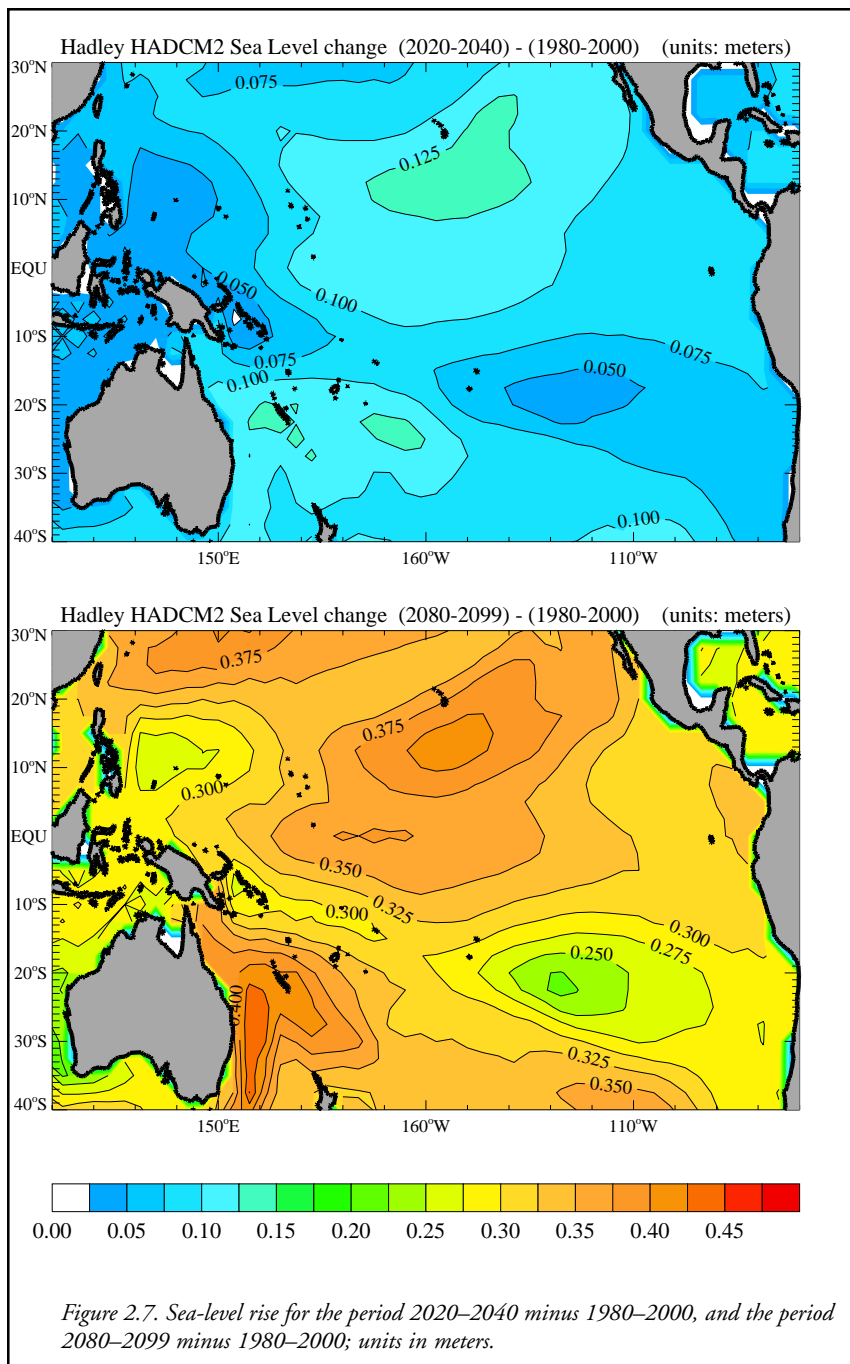 Hadley HADCM2 Sea Level change (2020-2040) - (1980-2000) (units: meters)
30°N
20°N
10°N
EQU
10°S
20°S
30°S
40°S
0.075
0.125
0.050
0.100
0.075
0.100
0.075
0.050
0.100
150°E
160°W
110°W
Hadley HADCM2 Sea Level change (2080-2099) - (1980-2000) (units: meters)
30°N
20°N
10°N
EQU
10°S
20°S
30°S
40°S
0.375
0.375
0.300
0.350
0.325
0.300
0.300
0.275
0.250
0.400
0.325
0.350
150°E
160°W
110°W
0.00 0.05 0.10 0.15 0.20 0.25 0.30 0.35 0.40 0.45
Figure 2.7. Sea-level rise for the period 2020–2040 minus 1980–2000, and the period
2080–2099 minus 1980–2000; units in meters.